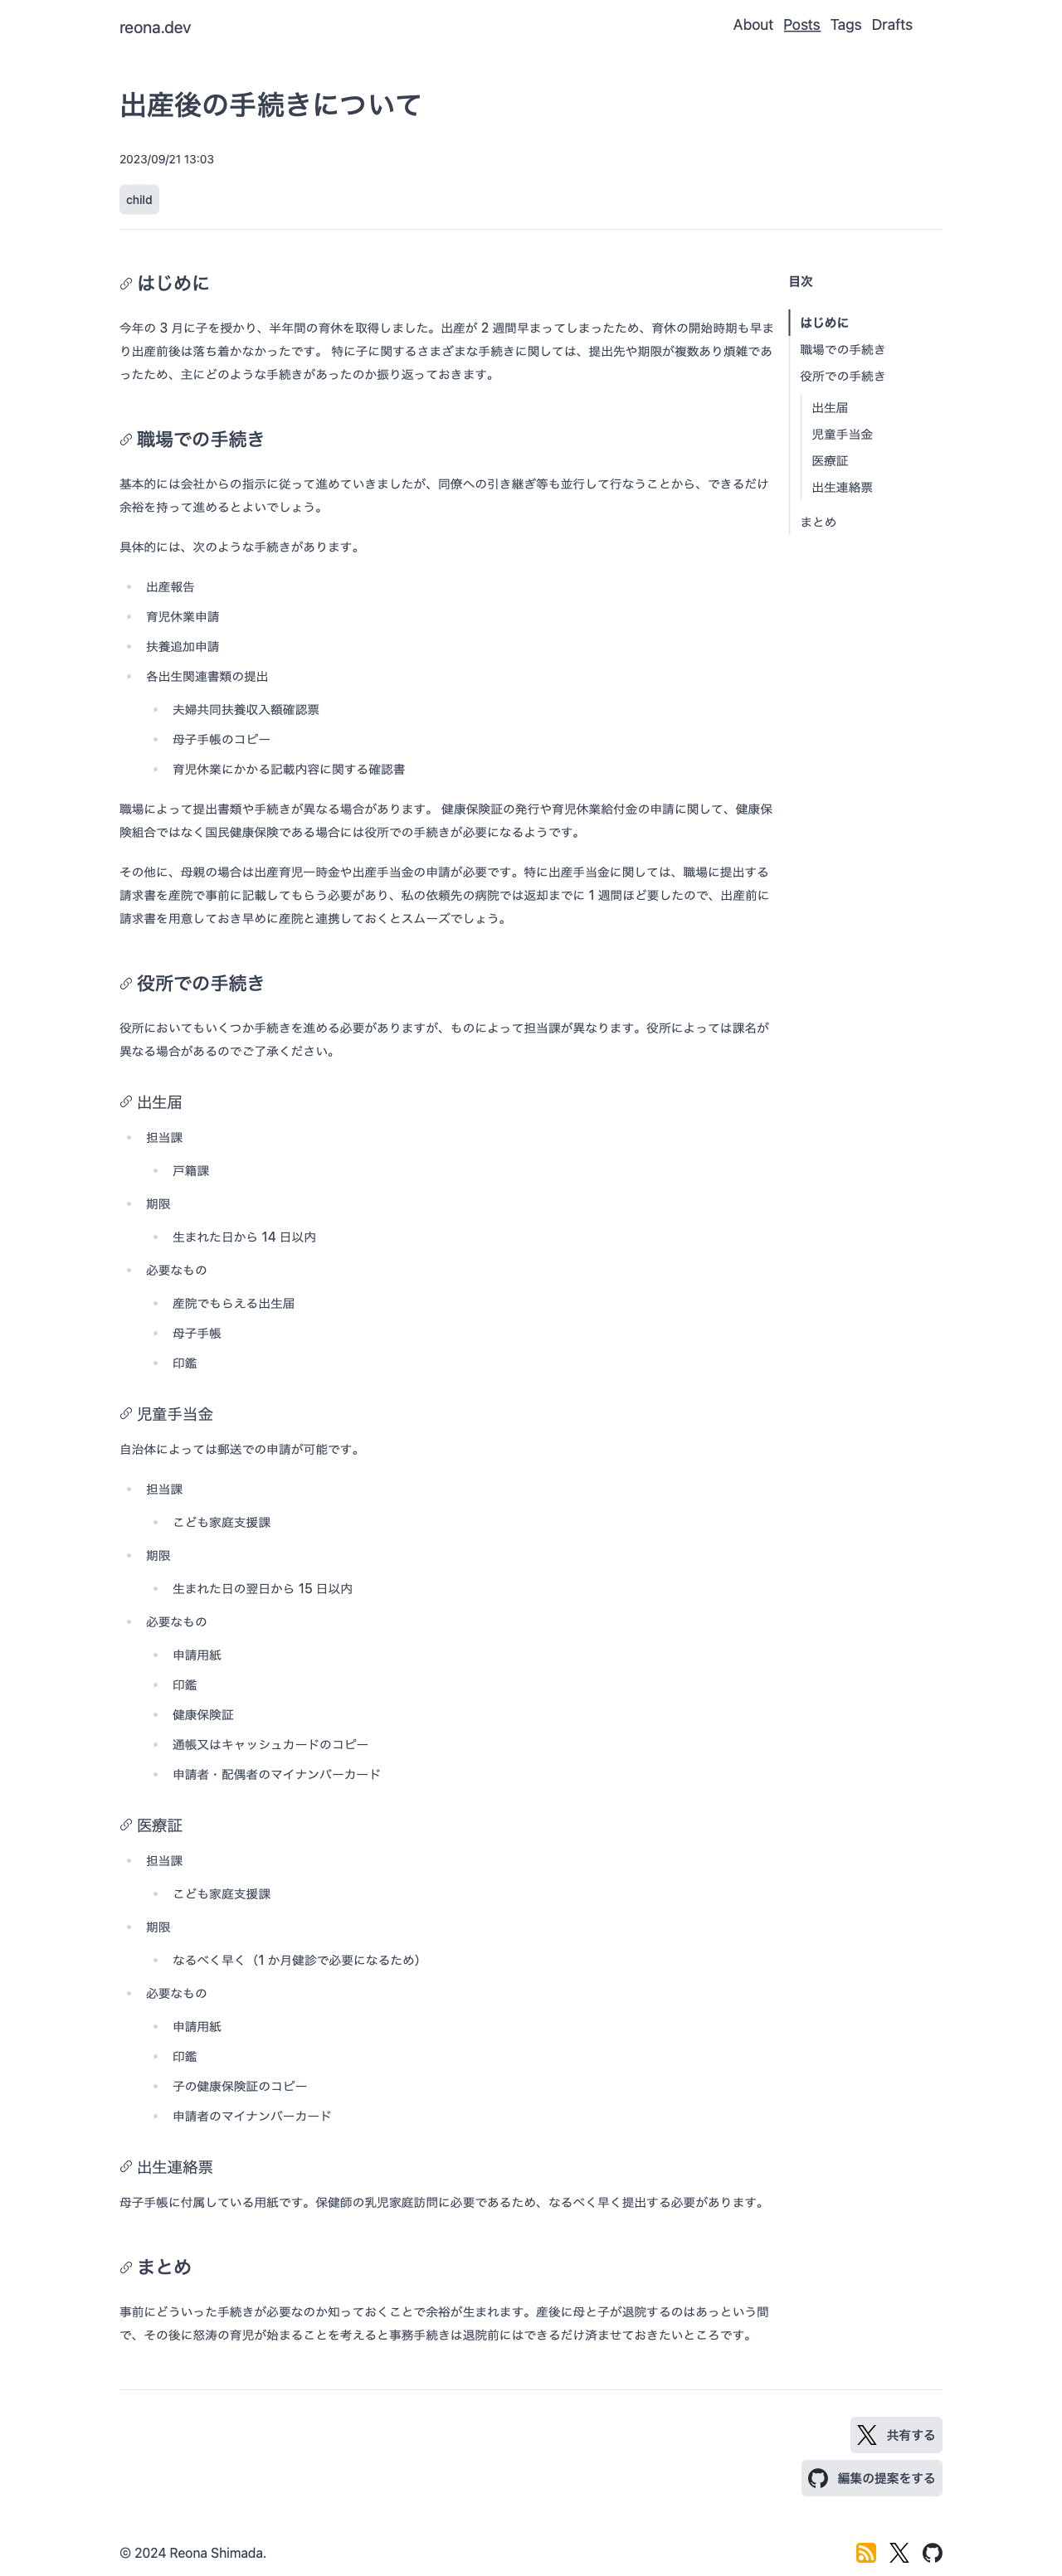 reona.dev
About Posts Tags Drafts
出産後の手続きについて
2023/09/21 13:03
child
はじめに
今年の 3 月に子を授かり、半年間の育休を取得しました。出産が 2 週間早まってしまったため、育休の開始時期も早ま
り出産前後は落ち着かなかったです。 特に子に関するさまざまな手続きに関しては、提出先や期限が複数あり煩雑であ
ったため、主にどのような手続きがあったのか振り返っておきます。
職場での手続き
基本的には会社からの指示に従って進めていきましたが、同僚への引き継ぎ等も並行して行なうことから、できるだけ
余裕を持って進めるとよいでしょう。
具体的には、次のような手続きがあります。
出産報告
育児休業申請
扶養追加申請
各出生関連書類の提出
夫婦共同扶養収入額確認票
母子手帳のコピー
育児休業にかかる記載内容に関する確認書
職場によって提出書類や手続きが異なる場合があります。 健康保険証の発行や育児休業給付金の申請に関して、健康保
険組合ではなく国民健康保険である場合には役所での手続きが必要になるようです。
その他に、母親の場合は出産育児一時金や出産手当金の申請が必要です。特に出産手当金に関しては、職場に提出する
請求書を産院で事前に記載してもらう必要があり、私の依頼先の病院では返却までに 1 週間ほど要したので、出産前に
請求書を用意しておき早めに産院と連携しておくとスムーズでしょう。
役所での手続き
役所においてもいくつか手続きを進める必要がありますが、ものによって担当課が異なります。役所によっては課名が
異なる場合があるのでご了承ください。
出生届
担当課
戸籍課
期限
生まれた日から 14 日以内
必要なもの
産院でもらえる出生届
母子手帳
印鑑
児童手当金
自治体によっては郵送での申請が可能です。
担当課
こども家庭支援課
期限
生まれた日の翌日から 15 日以内
必要なもの
申請用紙
印鑑
健康保険証
通帳又はキャッシュカードのコピー
申請者・配偶者のマイナンバーカード
医療証
担当課
こども家庭支援課
期限
なるべく早く（1 か月健診で必要になるため）
必要なもの
申請用紙
印鑑
子の健康保険証のコピー
申請者のマイナンバーカード
出生連絡票
母子手帳に付属している用紙です。保健師の乳児家庭訪問に必要であるため、なるべく早く提出する必要があります。
まとめ
事前にどういった手続きが必要なのか知っておくことで余裕が生まれます。産後に母と子が退院するのはあっという間
で、その後に怒涛の育児が始まることを考えると事務手続きは退院前にはできるだけ済ませておきたいところです。
目次
はじめに
職場での手続き
役所での手続き
出生届
児童手当金
医療証
出生連絡票
まとめ
共有する
編集の提案をする
© 2024 Reona Shimada.